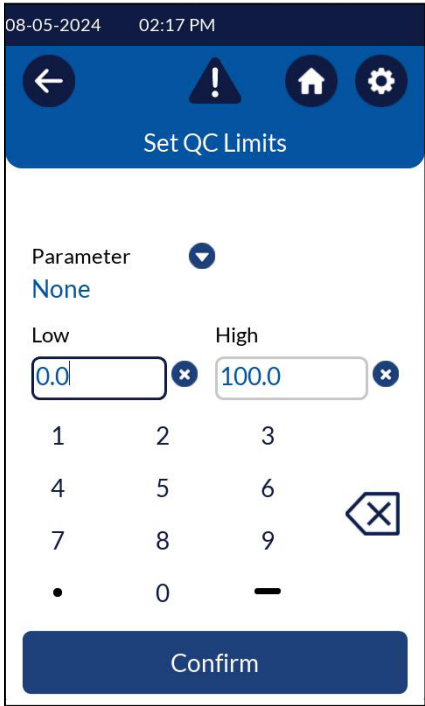 08-05-2024 02:17 PM
Set QC Limits
Parameter
None
Low High
0.0 100.0
1 2 3
4 5 6
7 8 9
. 0 -
Confirm